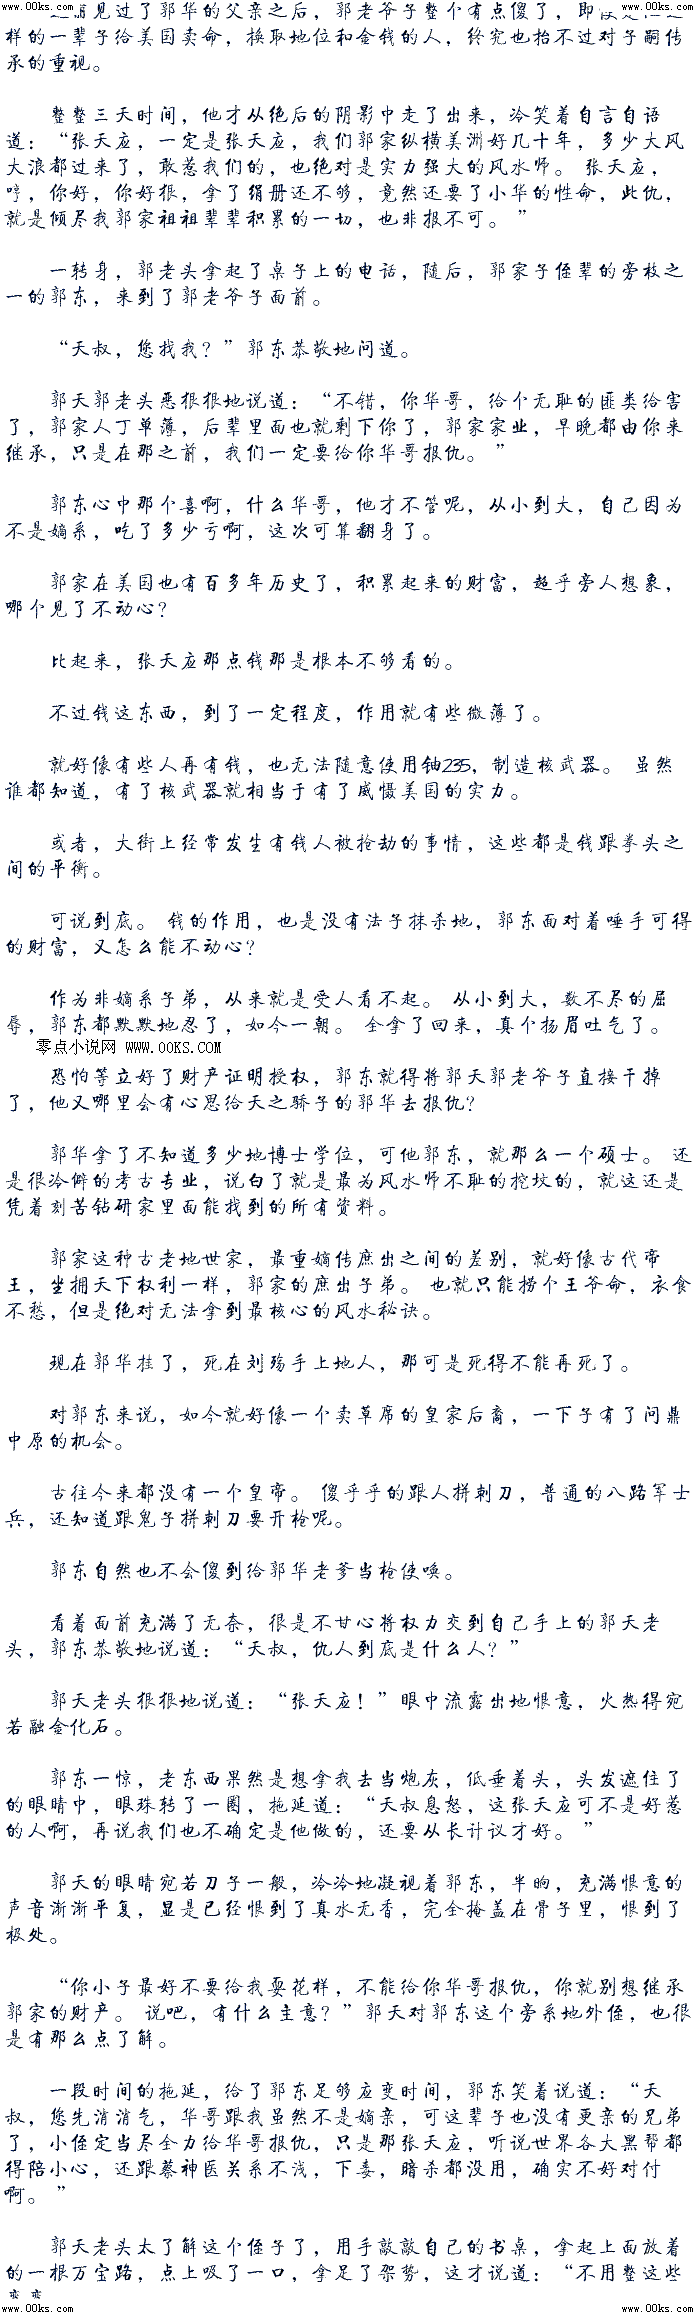 www.00ks.com www.00ks.com
见过了郭华的父亲之后，郭老爷子整个有点傻了，即
样的一辈子给美国卖命，换取地位和金钱的人，终究也抬不过对子嗣传
承的重视。
整整三天时间，他才从绝后的阴影中走了出来，冷笑着自言自语
道：“张天应，一定是张天应，我们郭家纵横美洲好几十年，多少大风
大浪都过来了，敢惹我们的，也绝对是实力强大的风水师。 张天应，
哼，你好，你好狠，拿了绢册还不够，竟然还要了小华的性命，此仇，
就是倾尽我郭家祖祖辈辈积累的一切，也非报不可。”
一转身，郭老头拿起了桌子上的电话，随后，郭家子侄辈的旁枝之
一的郭东，来到了郭老爷子面前。
“天叔，您找我？”郭东恭敬地问道。
郭天郭老头恶狠狠地说道：“不错，你华哥，给个无耻的匪类给害
了，郭家人丁单薄，后辈里面也就剩下你了，郭家家业，早晚都由你来
继承，只是在那之前，我们一定要给你华哥报仇。”
郭东心中那个喜啊，什么华哥，他才不管呢，从小到大，自己因为
不是嫡系，吃了多少亏啊，这次可算翻身了。
郭家在美国也有百多年历史了，积累起来的财富，超乎旁人想象，
哪个见了不动心？
比起来，张天应那点钱那是根本不够看的。
不过钱这东西，到了一定程度，作用就有些微薄了。
就好像有些人再有钱，也无法随意使用铀235，制造核武器。 虽然
谁都知道，有了核武器就相当于有了威慑美国的实力。
或者，大街上经常发生有钱人被抢劫的事情，这些都是钱跟拳头之
间的平衡。
可说到底。 钱的作用，也是没有法子抹杀地，郭东面对着唾手可得
的财富，又怎么能不动心？
作为非嫡系子弟，从来就是受人看不起。 从小到大，数不尽的屈
辱，郭东都默默地忍了，如今一朝。 全拿了回来，真个扬眉吐气了。
零点小说网 www.00KS.COM
恐怕等立好了财产证明授权，郭东就得将郭天郭老爷子直接干掉
了，他又哪里会有心思给天之骄子的郭华去报仇？
郭华拿了不知道多少地博士学位，可他郭东，就那么一个硕士。 还
是很冷僻的考古专业，说白了就是最为风水师不耻的挖坟的，就这还是
凭着刻苦钻研家里面能找到的所有资料。
郭家这种古老地世家，最重嫡传庶出之间的差别，就好像古代帝
王，坐拥天下权利一样，郭家的庶出子弟。 也就只能捞个王爷命，衣食
不愁，但是绝对无法拿到最核心的风水秘诀。
现在郭华挂了，死在刘殇手上地人，那可是死得不能再死了。
对郭东来说，如今就好像一个卖草席的皇家后裔，一下子有了问鼎
中原的机会。
古往今来都没有一个皇帝。 傻乎乎的跟人拼刺刀，普通的八路军士
兵，还知道跟鬼子拼刺刀要开枪呢。
郭东自然也不会傻到给郭华老爹当枪使唤。
看着面前充满了无奈，很是不甘心将权力交到自己手上的郭天老
头，郭东恭敬地说道：“天叔，仇人到底是什么人？”
郭天老头狠狠地说道：“张天应！”眼中流露出地恨意，火热得宛
若融金化石。
郭东一惊，老东西果然是想拿我去当炮灰，低垂着头，头发遮住了
的眼睛中，眼珠转了一圈，拖延道：“天叔息怒，这张天应可不是好惹
的人啊，再说我们也不确定是他做的，还要从长计议才好。”
郭天的眼睛宛若刀子一般，冷冷地凝视着郭东，半晌，充满恨意的
声音渐渐平复，显是已经恨到了真水无香，完全掩盖在骨子里，恨到了
极处。
“你小子最好不要给我耍花样，不能给你华哥报仇，你就别想继承
郭家的财产。 说吧，有什么主意？”郭天对郭东这个旁系地外侄，也很
是有那么点了解。
一段时间的拖延，给了郭东足够应变时间，郭东笑着说道：“天
叔，您先消消气，华哥跟我虽然不是嫡亲，可这辈子也没有更亲的兄弟
了，小侄定当尽全力给华哥报仇，只是那张天应，听说世界各大黑帮都
得陪小心，还跟蔡神医关系不浅，下毒，暗杀都没用，确实不好对付
啊。”
郭天老头太了解这个侄子了，用手敲敲自己的书桌，拿起上面放着
的一根万宝路，点上吸了一口，拿足了架势，这才说道：“不用整这些
www.00ks.com www.00ks.com